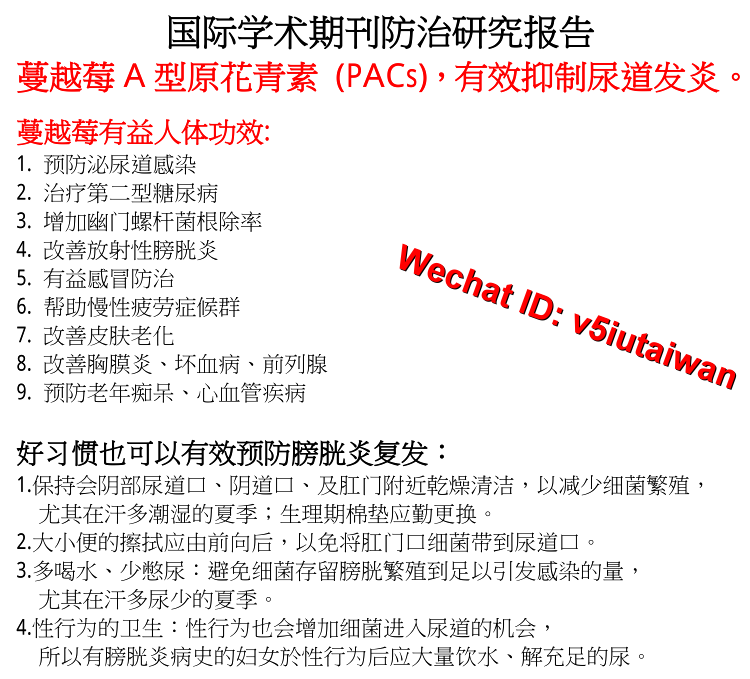 国际学术期刊防治研究报告
蔓越莓 A 型原花青素 (PACs)，有效抑制尿道发炎。
蔓越莓有益人体功效:
1. 预防泌尿道感染
2. 治疗第二型糖尿病
3. 增加幽门螺杆菌根除率
4. 改善放射性膀胱炎
5. 有益感冒防治
6. 帮助慢性疲劳症候群
7. 改善皮肤老化
8. 改善胸膜炎、坏血病、前列腺
9. 预防老年痴呆、心血管疾病
Wechat ID: v5iutaiwan
好习惯也可以有效预防膀胱炎复发：
1.保持会阴部尿道口、阴道口、及肛门附近乾燥清洁，以减少细菌繁殖，
尤其在汗多潮湿的夏季；生理期棉垫应勤更换。
2.大小便的擦拭应由前向后，以免将肛门口细菌带到尿道口。
3.多喝水、少憋尿：避免细菌存留膀胱繁殖到足以引发感染的量，
尤其在汗多尿少的夏季。
4.性行为的卫生：性行为也会增加细菌进入尿道的机会，
所以有膀胱炎病史的妇女於性行为后应大量饮水、解充足的尿。